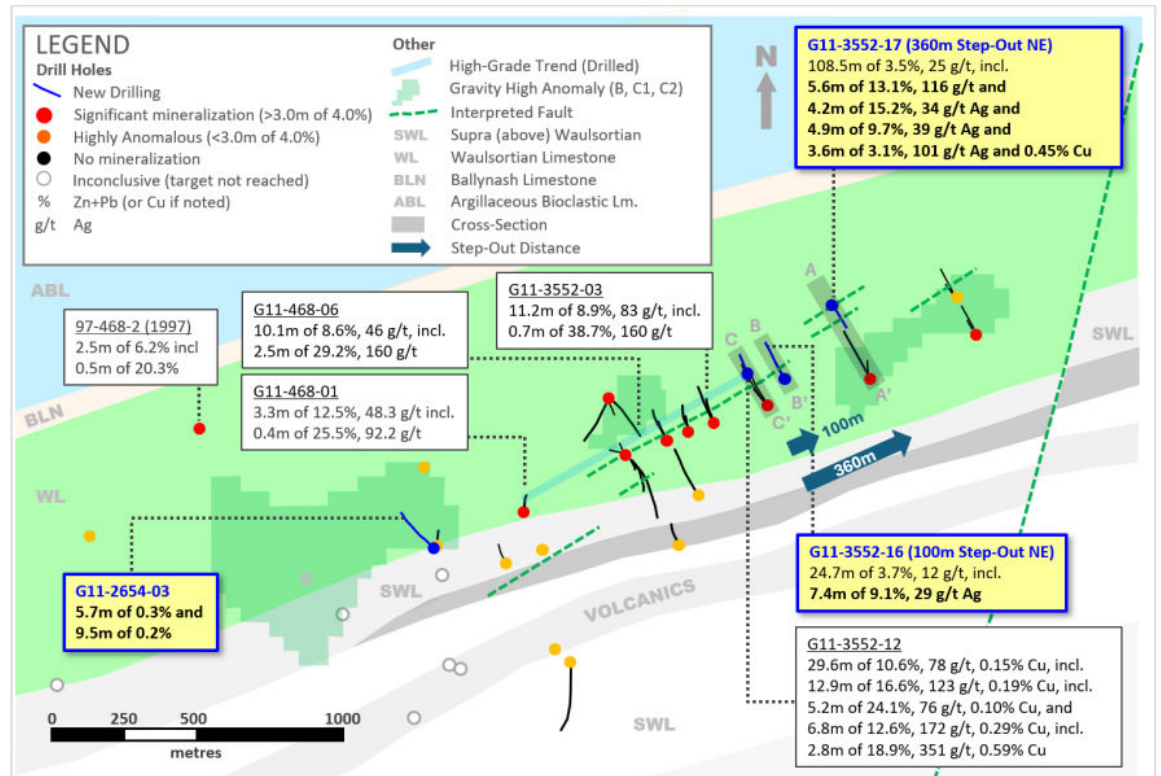 LEGEND
Drill Holes
New Drilling
Significant mineralization (>3.0m of 4.0%)
Highly Anomalous (<3.0m of 4.0%)
No mineralization
Inconclusive (target not reached)
% Zn+Pb (or Cu if noted)
g/t Ag
Other
High-Grade Trend (Drilled)
Gravity High Anomaly (B, C1, C2)
Interpreted Fault
SWL Supra (above) Waulsortian
WL Waulsortian Limestone
BLN Ballynash Limestone
ABL Argillaceous Bioclastic Lm.
Cross-Section
Step-Out Distance
N
G11-3552-17 (360m Step-Out NE)
108.5m of 3.5%, 25 g/t, incl.
5.6m of 13.1%, 116 g/t and
4.2m of 15.2%, 34 g/t Ag and
4.9m of 9.7%, 39 g/t Ag and
3.6m of 3.1%, 101 g/t Ag and 0.45% Cu
ABL
97-468-2 (1997)
2.5m of 6.2% incl
0.5m of 20.3%
G11-468-06
10.1m of 8.6%, 46 g/t, incl.
2.5m of 29.2%, 160 g/t
G11-468-01
3.3m of 12.5%, 48.3 g/t incl.
0.4m of 25.5%, 92.2 g/t
G11-3552-03
11.2m of 8.9%, 83 g/t, incl.
0.7m of 38.7%, 160 g/t
A
B
C
A'
B'
C'
SWL
BLN
100m
360m
WL
G11-2654-03
5.7m of 0.3% and
9.5m of 0.2%
B
SWL
VOLCANICS
G11-3552-16 (100m Step-Out NE)
24.7m of 3.7%, 12 g/t, incl.
7.4m of 9.1%, 29 g/t Ag
G11-3552-12
29.6m of 10.6%, 78 g/t, 0.15% Cu, incl.
12.9m of 16.6%, 123 g/t, 0.19% Cu, incl.
5.2m of 24.1%, 76 g/t, 0.10% Cu, and
6.8m of 12.6%, 172 g/t, 0.29% Cu, incl.
2.8m of 18.9%, 351 g/t, 0.59% Cu
SWL
0 250 500 1000
metres